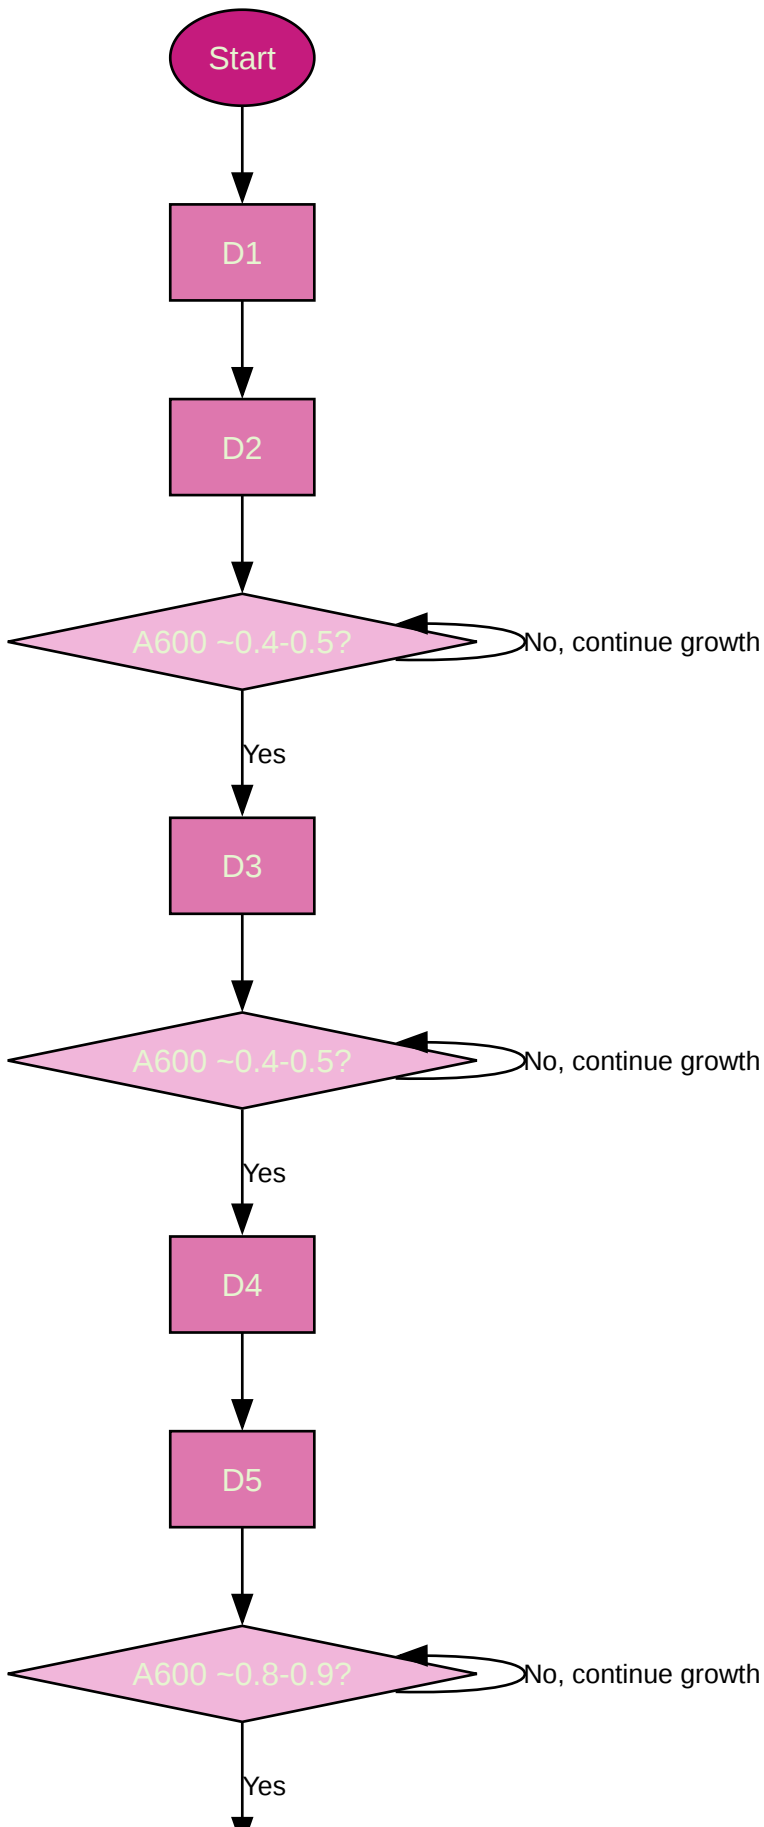 Start
D1
D2
A600 ~0.4-0.5?
No, continue growth
Yes
D3
A600 ~0.4-0.5?
No, continue growth
Yes
D4
D5
A600 ~0.8-0.9?
No, continue growth
Yes